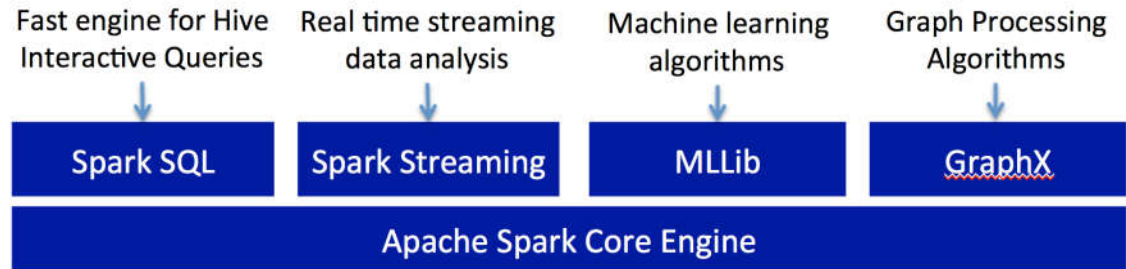 Fast engine for Hive
Interactive Queries
Real time streaming
data analysis
Machine learning
algorithms
Graph Processing
Algorithms
Spark SQL
Spark Streaming
MLLib
GraphX
Apache Spark Core Engine